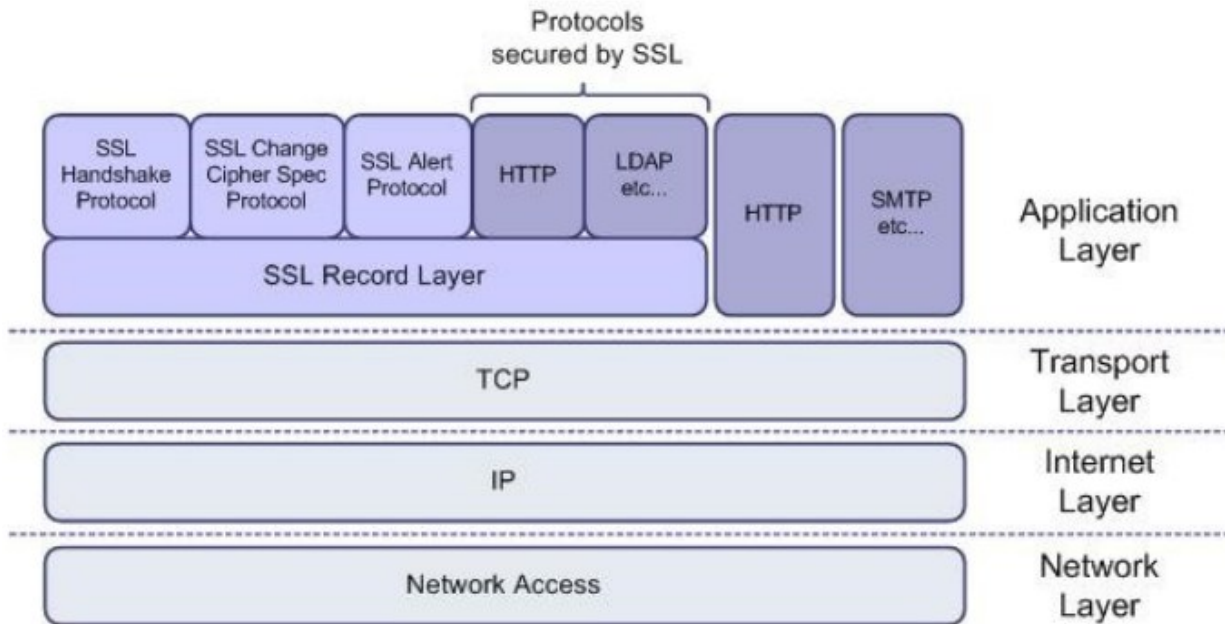 Protocols
secured by SSL
SSL
Handshake
Protocol
SSL Change
Cipher Spec
Protocol
SSL Alert
Protocol
HTTP
LDAP
etc...
HTTP
SMTP
etc...
Application
Layer
SSL Record Layer
TCP
Transport
Layer
IP
Internet
Layer
Network Access
Network
Layer